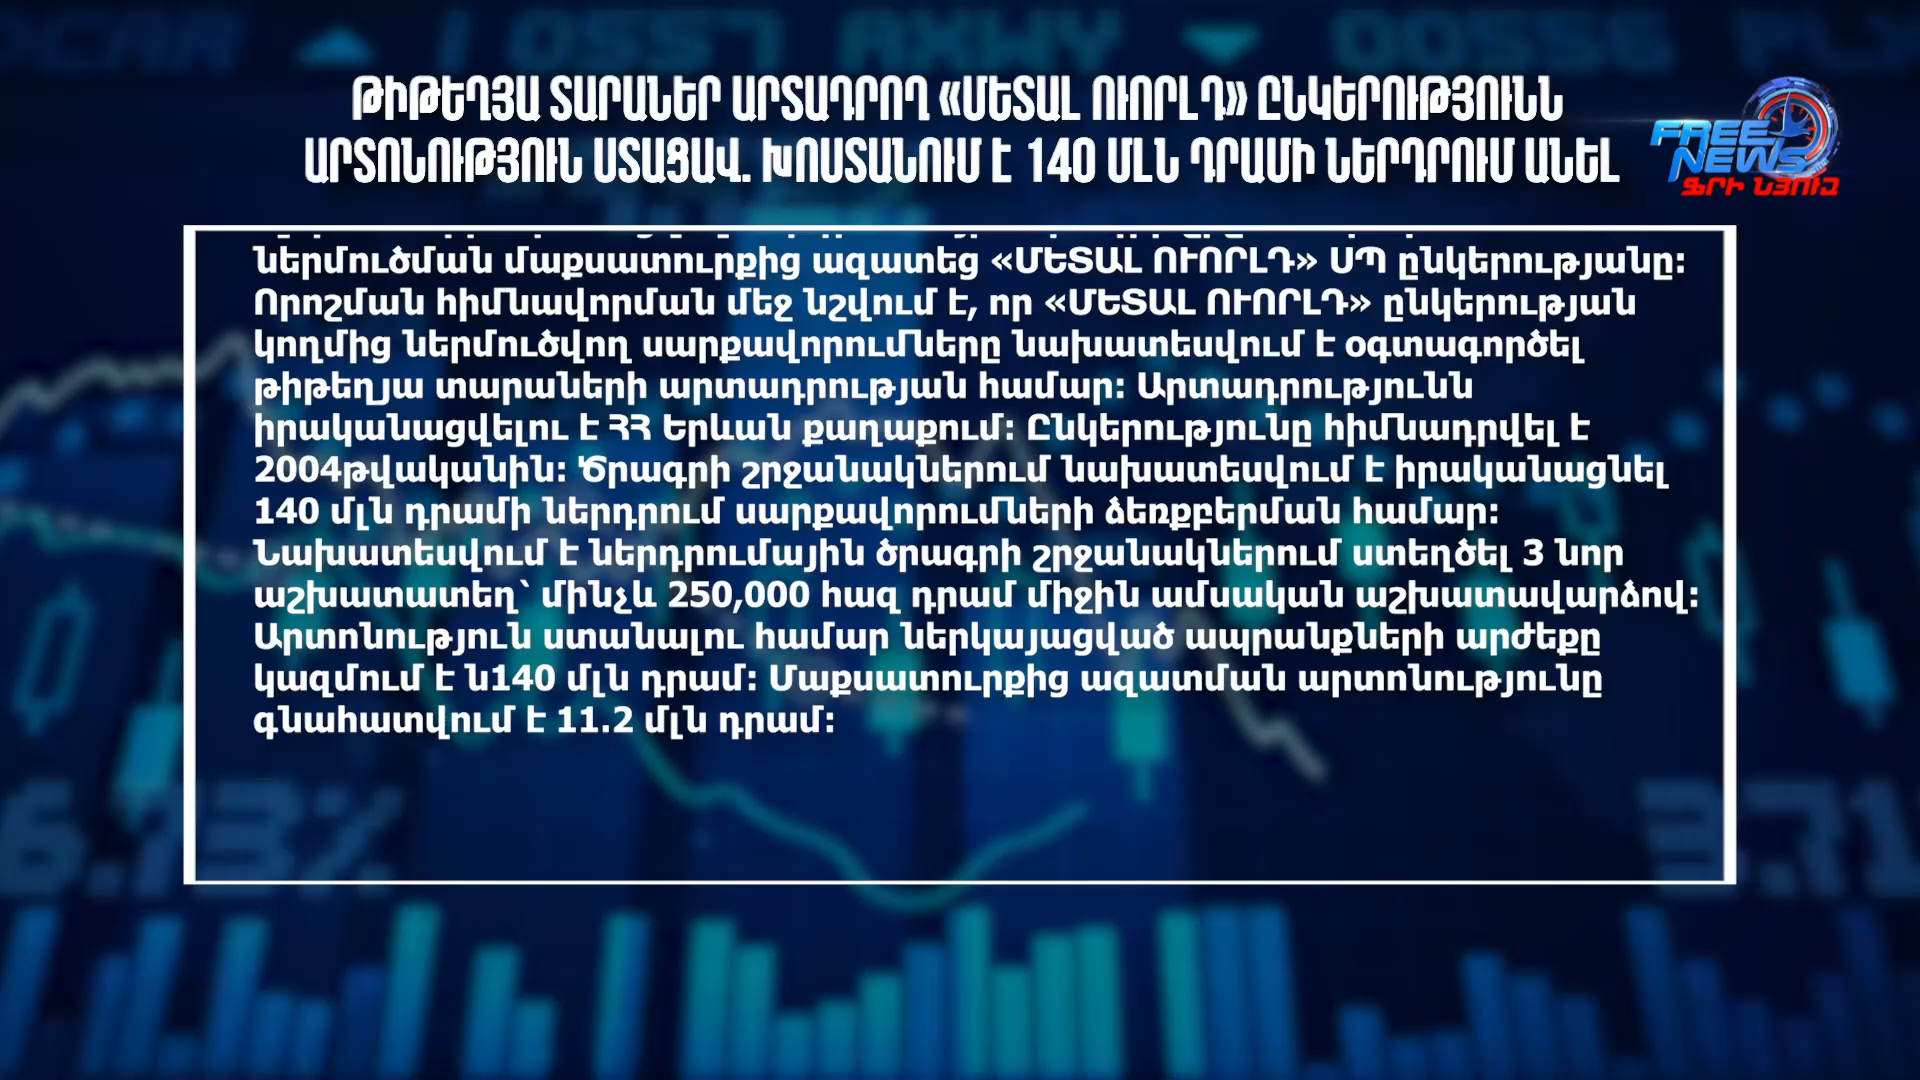 ԹԻԹԵՂՅԱ ՏԱՐԱՆԵՐ ԱՐՏԱԴՐՈՂ «ՄԵՏԱԼ ՈՒՈՐԼԴ» ԸՆԿԵՐՈՒԹՅՈՒՆՆ
ԱՐՏՈՆՈՒԹՅՈՒՆ ՍՏԱՑԱՎ. ԽՈՍՏԱՆՈՒՄ Է 140 ՄԼՆ ԴՐԱՄԻ ՆԵՐԴՐՈՒՄ ԱՆԵԼ
FREE
NEWS
ՖՐԻ ՆՅՈՒԶ
ներմուծման մաքսատուրքից ազատեց «ՄԵՏԱԼ ՈՒՈՐԼԴ» ՍՊ ընկերությանը:
Որոշման հիմնավորման մեջ նշվում է, որ «ՄԵՏԱԼ ՈՒՈՐԼԴ» ընկերության
կողմից ներմուծվող սարքավորումները նախատեսվում է օգտագործել
թիթեղյա տարաների արտադրության համար: Արտադրությունն
իրականացվելու է ՀՀ Երևան քաղաքում: Ընկերությունը հիմնադրվել է
2004թվականին: Ծրագրի շրջանակներում նախատեսվում է իրականացնել
140 մլն դրամի ներդրում սարքավորումների ձեռքբերման համար:
Նախատեսվում է ներդրումային ծրագրի շրջանակներում ստեղծել 3 նոր
աշխատատեղ` մինչև 250,000 հազ դրամ միջին ամսական աշխատավարձով:
Արտոնություն ստանալու համար ներկայացված ապրանքների արժեքը
կազմում է ն140 մլն դրամ: Մաքսատուրքից ազատման արտոնությունը
գնահատվում է 11.2 մլն դրամ: